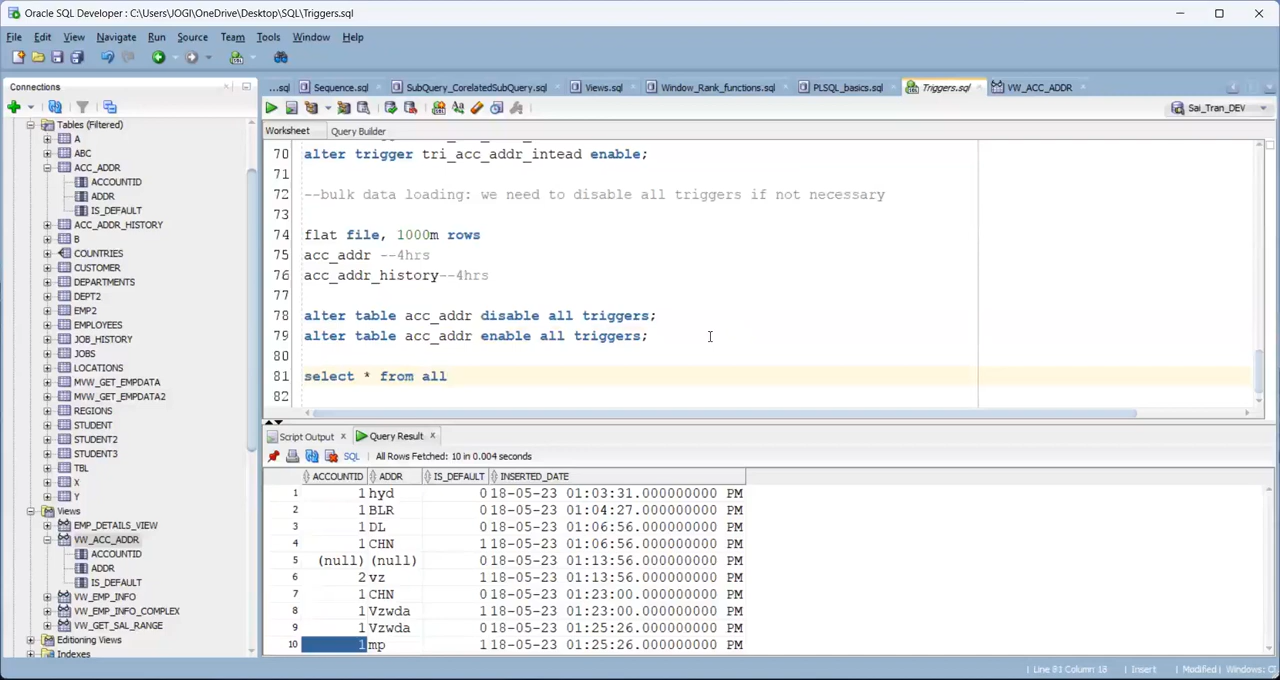 Oracle SQL Developer : C:\Users\JOGI\OneDrive\Desktop\SQL\Triggers.sql
File Edit View Navigate Run Source Team Tools Window Help
Connections
...sql Sequence.sql SubQuery_CorelatedSubQuery.sql Views.sql Window_Rank_functions.sql PLSQL_basics.sql Triggers.sql VW_ACC_ADDR
Sai_Tran_DEV
Worksheet Query Builder
Tables (Filtered)
A
ABC
ACC_ADDR
ACCOUNTID
ADDR
IS_DEFAULT
ACC_ADDR_HISTORY
B
COUNTRIES
CUSTOMER
DEPARTMENTS
DEPT2
EMP2
EMPLOYEES
JOB_HISTORY
JOBS
LOCATIONS
MVW_GET_EMPDATA
MVW_GET_EMPDATA2
REGIONS
STUDENT
STUDENT2
STUDENT3
TBL
X
Y
Views
EMP_DETAILS_VIEW
VW_ACC_ADDR
ACCOUNTID
ADDR
IS_DEFAULT
VW_EMP_INFO
VW_EMP_INFO_COMPLEX
VW_GET_SAL_RANGE
Editioning Views
Indexes
70 alter trigger tri_acc_addr_intead enable;
71
72 --bulk data loading: we need to disable all triggers if not necessary
73
74 flat file, 1000m rows
75 acc_addr --4hrs
76 acc_addr_history--4hrs
77
78 alter table acc_addr disable all triggers;
79 alter table acc_addr enable all triggers;
80
81 select * from all
82
Script Output Query Result
SQL All Rows Fetched: 10 in 0.004 seconds
ACCOUNTID ADDR IS_DEFAULT INSERTED_DATE
1 1 hyd 0 18-05-23 01:03:31.000000000 PM
2 1 BLR 0 18-05-23 01:04:27.000000000 PM
3 1 DL 0 18-05-23 01:06:56.000000000 PM
4 1 CHN 1 18-05-23 01:06:56.000000000 PM
5 (null) (null) 0 18-05-23 01:13:56.000000000 PM
6 2 vz 1 18-05-23 01:13:56.000000000 PM
7 1 CHN 0 18-05-23 01:23:00.000000000 PM
8 1 Vzwda 1 18-05-23 01:23:00.000000000 PM
9 1 Vzwda 0 18-05-23 01:25:26.000000000 PM
10 1 mp 1 18-05-23 01:25:26.000000000 PM
Line 81 Column 18 Insert Modified Windows: C